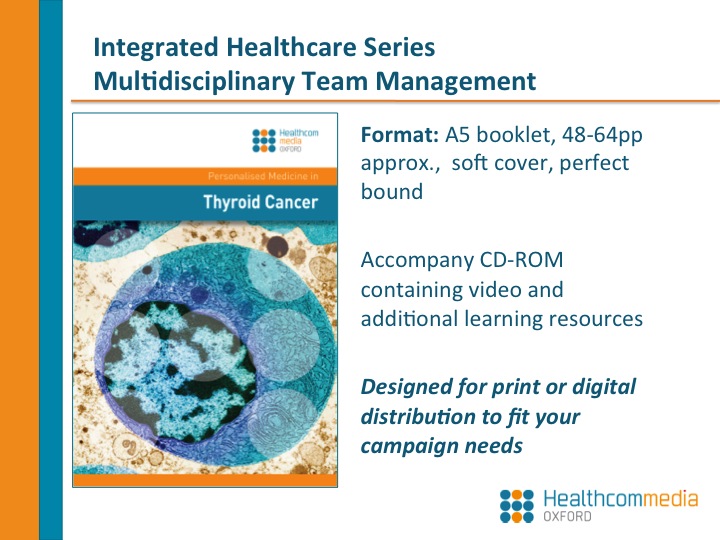 Integrated Healthcare Series
Multidisciplinary Team Management
Healthcom
media
OXFORD
Personalised Medicine in
Thyroid Cancer
Format: A5 booklet, 48-64pp
approx.,  soft cover, perfect
bound
Accompany CD-ROM
containing video and
additional learning resources
Designed for print or digital
distribution to fit your
campaign needs
Healthcommedia
OXFORD